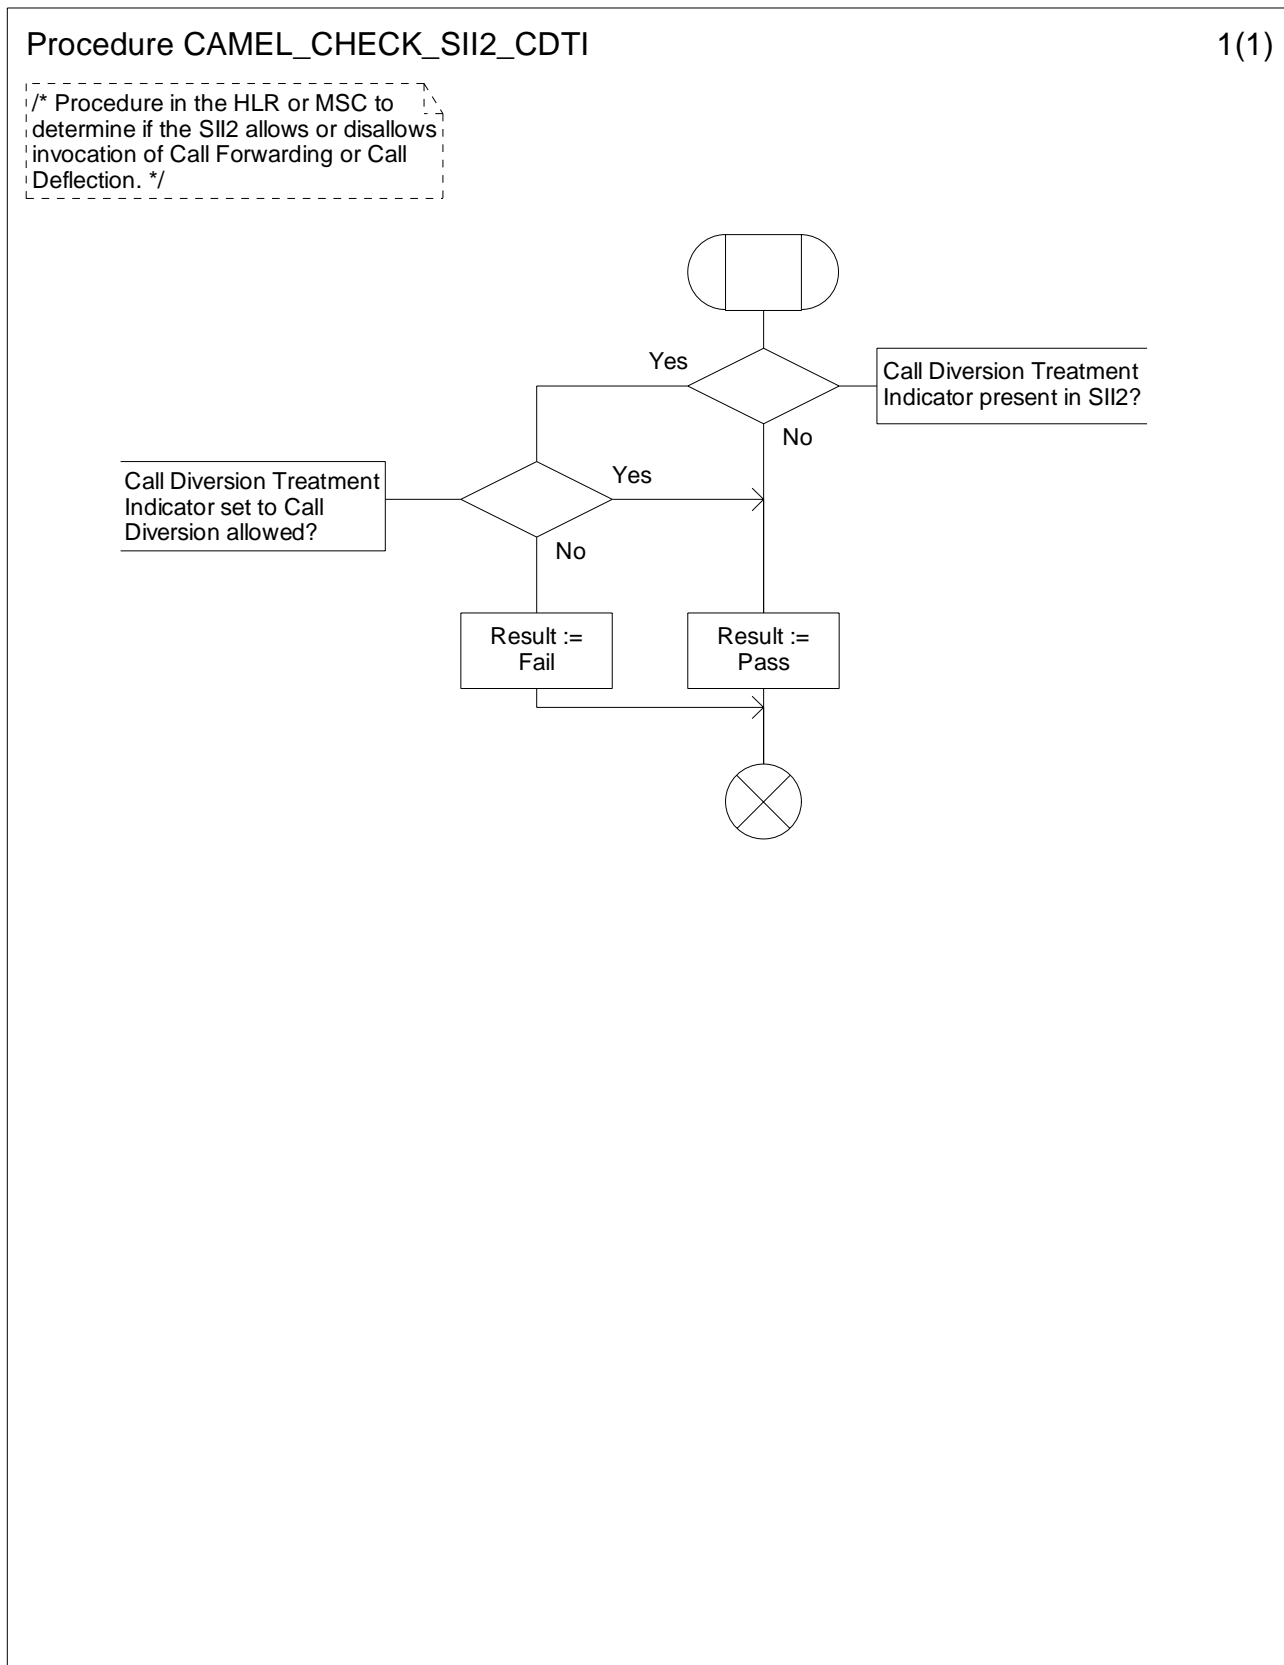 Procedure CAMEL_CHECK_SII2_CDTI
1(1)
/* Procedure in the HLR or MSC to
determine if the SII2 allows or disallows
invocation of Call Forwarding or Call
Deflection. */
Yes
Call Diversion Treatment
Indicator present in SII2?
No
Call Diversion Treatment
Indicator set to Call
Diversion allowed?
Yes
No
Result :=
Fail
Result :=
Pass